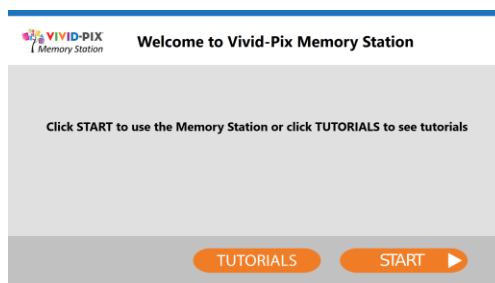 VIVID-PIX
Memory Station
Welcome to Vivid-Pix Memory Station
Click START to use the Memory Station or click TUTORIALS to see tutorials
TUTORIALS
START